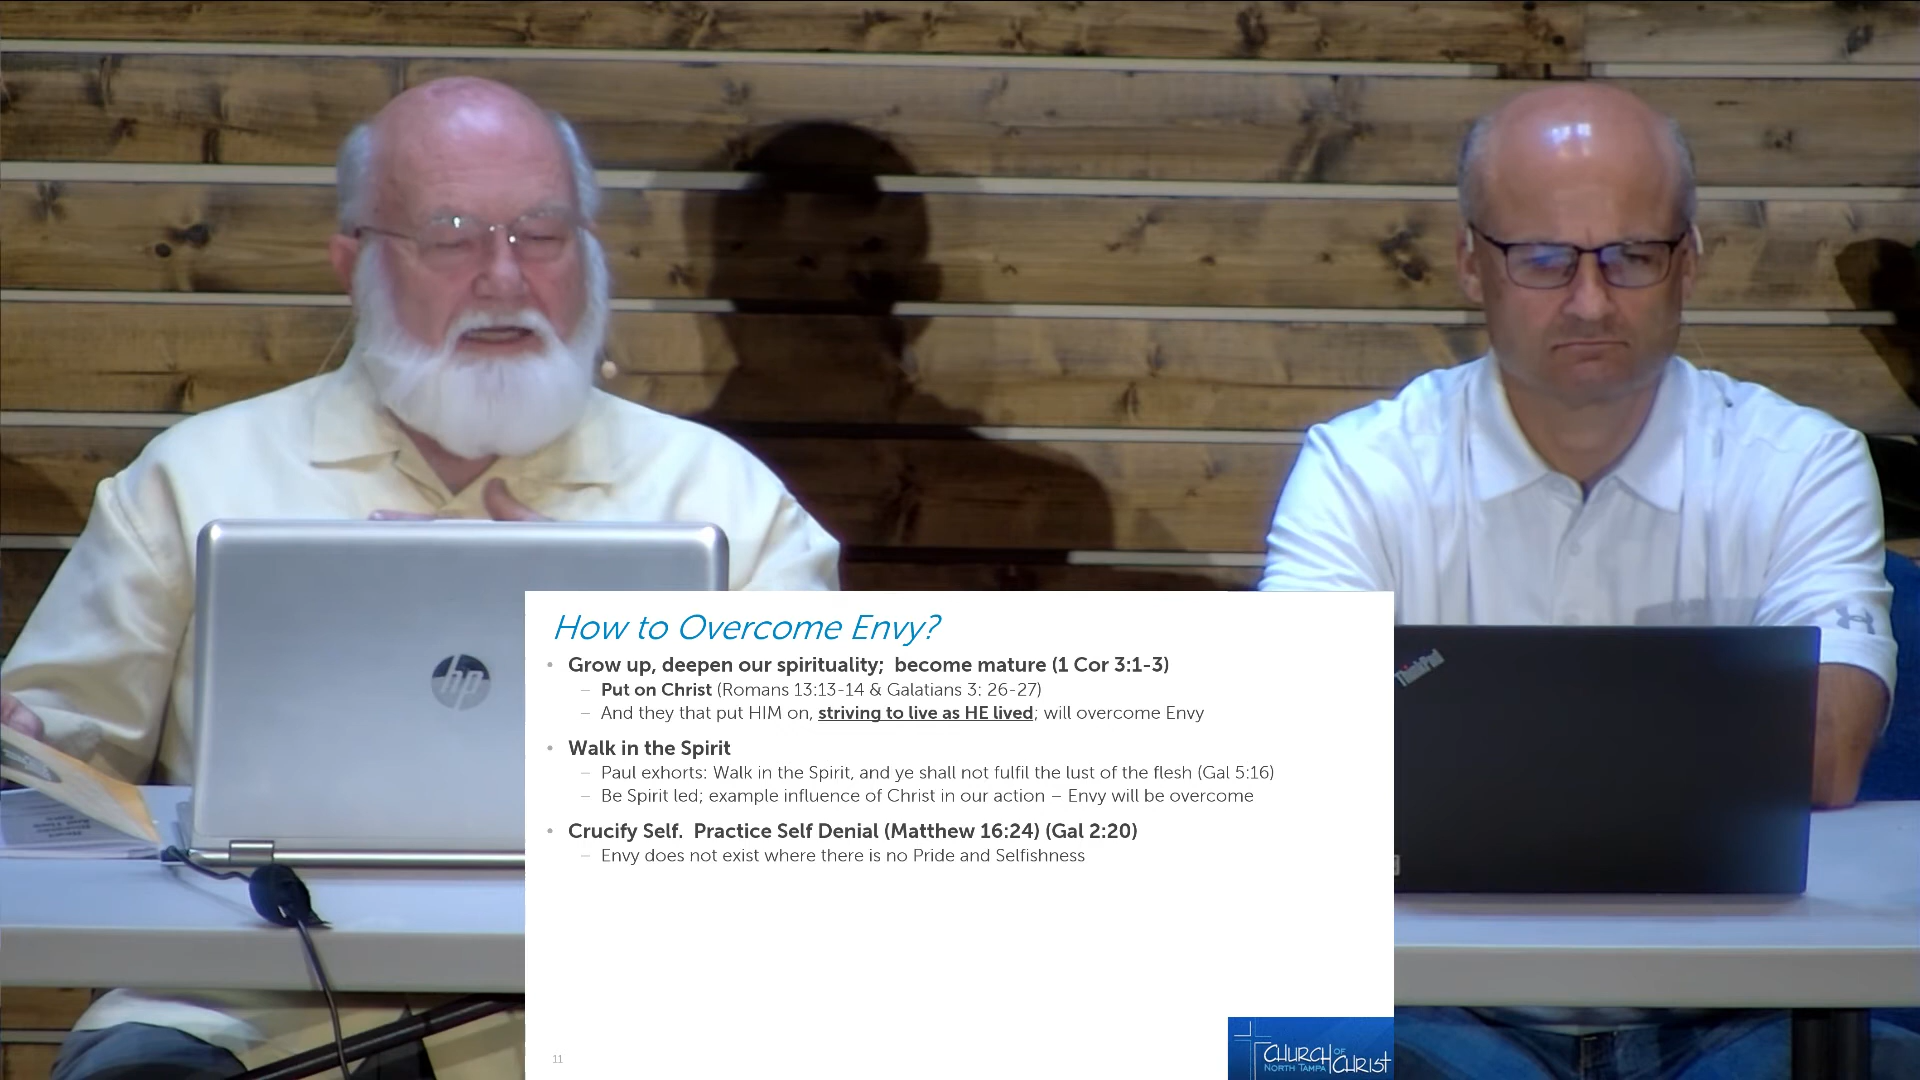 hp
ThinkPad
How to Overcome Envy?
• Grow up, deepen our spirituality;  become mature (1 Cor 3:1-3)
– Put on Christ (Romans 13:13-14 & Galatians 3: 26-27)
– And they that put HIM on, striving to live as HE lived; will overcome Envy
• Walk in the Spirit
– Paul exhorts: Walk in the Spirit, and ye shall not fulfil the lust of the flesh (Gal 5:16)
– Be Spirit led; example influence of Christ in our action – Envy will be overcome
• Crucify Self.  Practice Self Denial (Matthew 16:24) (Gal 2:20)
– Envy does not exist where there is no Pride and Selfishness
11
CHURCH OF CHRIST
NORTH TAMPA